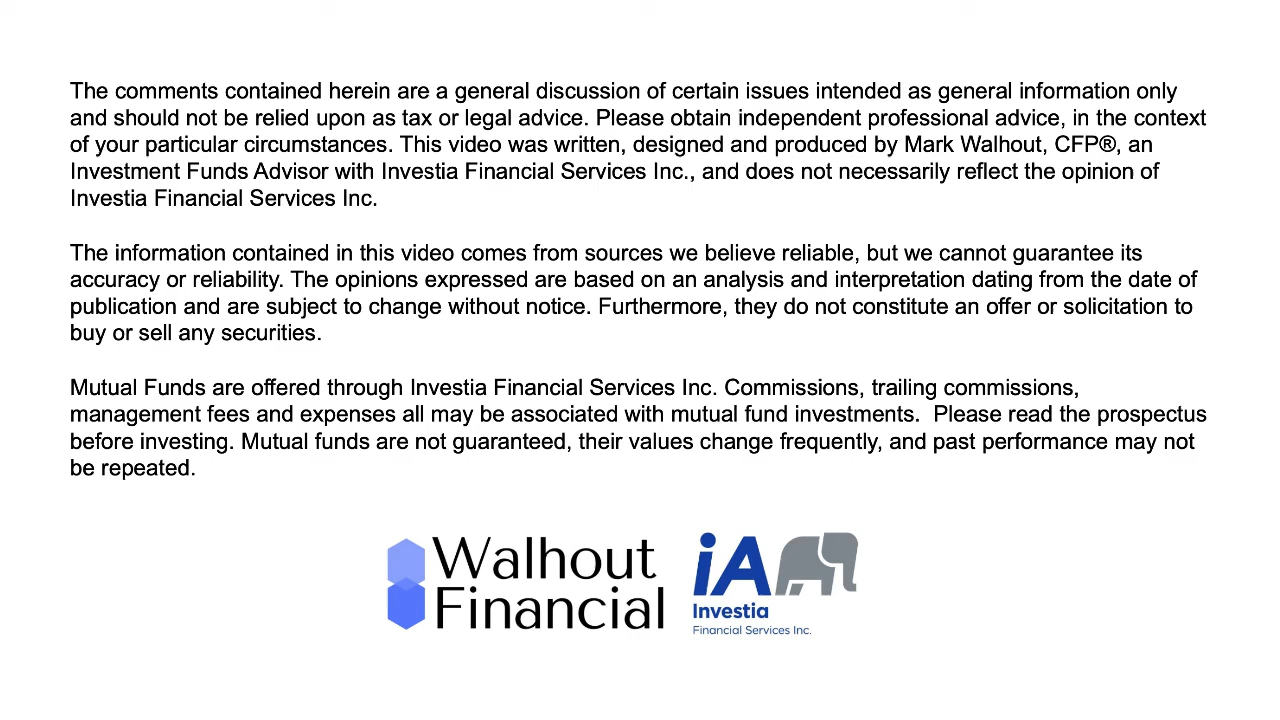 The comments contained herein are a general discussion of certain issues intended as general information only
and should not be relied upon as tax or legal advice. Please obtain independent professional advice, in the context
of your particular circumstances. This video was written, designed and produced by Mark Walhout, CFP®, an
Investment Funds Advisor with Investia Financial Services Inc., and does not necessarily reflect the opinion of
Investia Financial Services Inc.
The information contained in this video comes from sources we believe reliable, but we cannot guarantee its
accuracy or reliability. The opinions expressed are based on an analysis and interpretation dating from the date of
publication and are subject to change without notice. Furthermore, they do not constitute an offer or solicitation to
buy or sell any securities.
Mutual Funds are offered through Investia Financial Services Inc. Commissions, trailing commissions,
management fees and expenses all may be associated with mutual fund investments.  Please read the prospectus
before investing. Mutual funds are not guaranteed, their values change frequently, and past performance may not
be repeated.
Walhout
Financial
iA
Investia
Financial Services Inc.